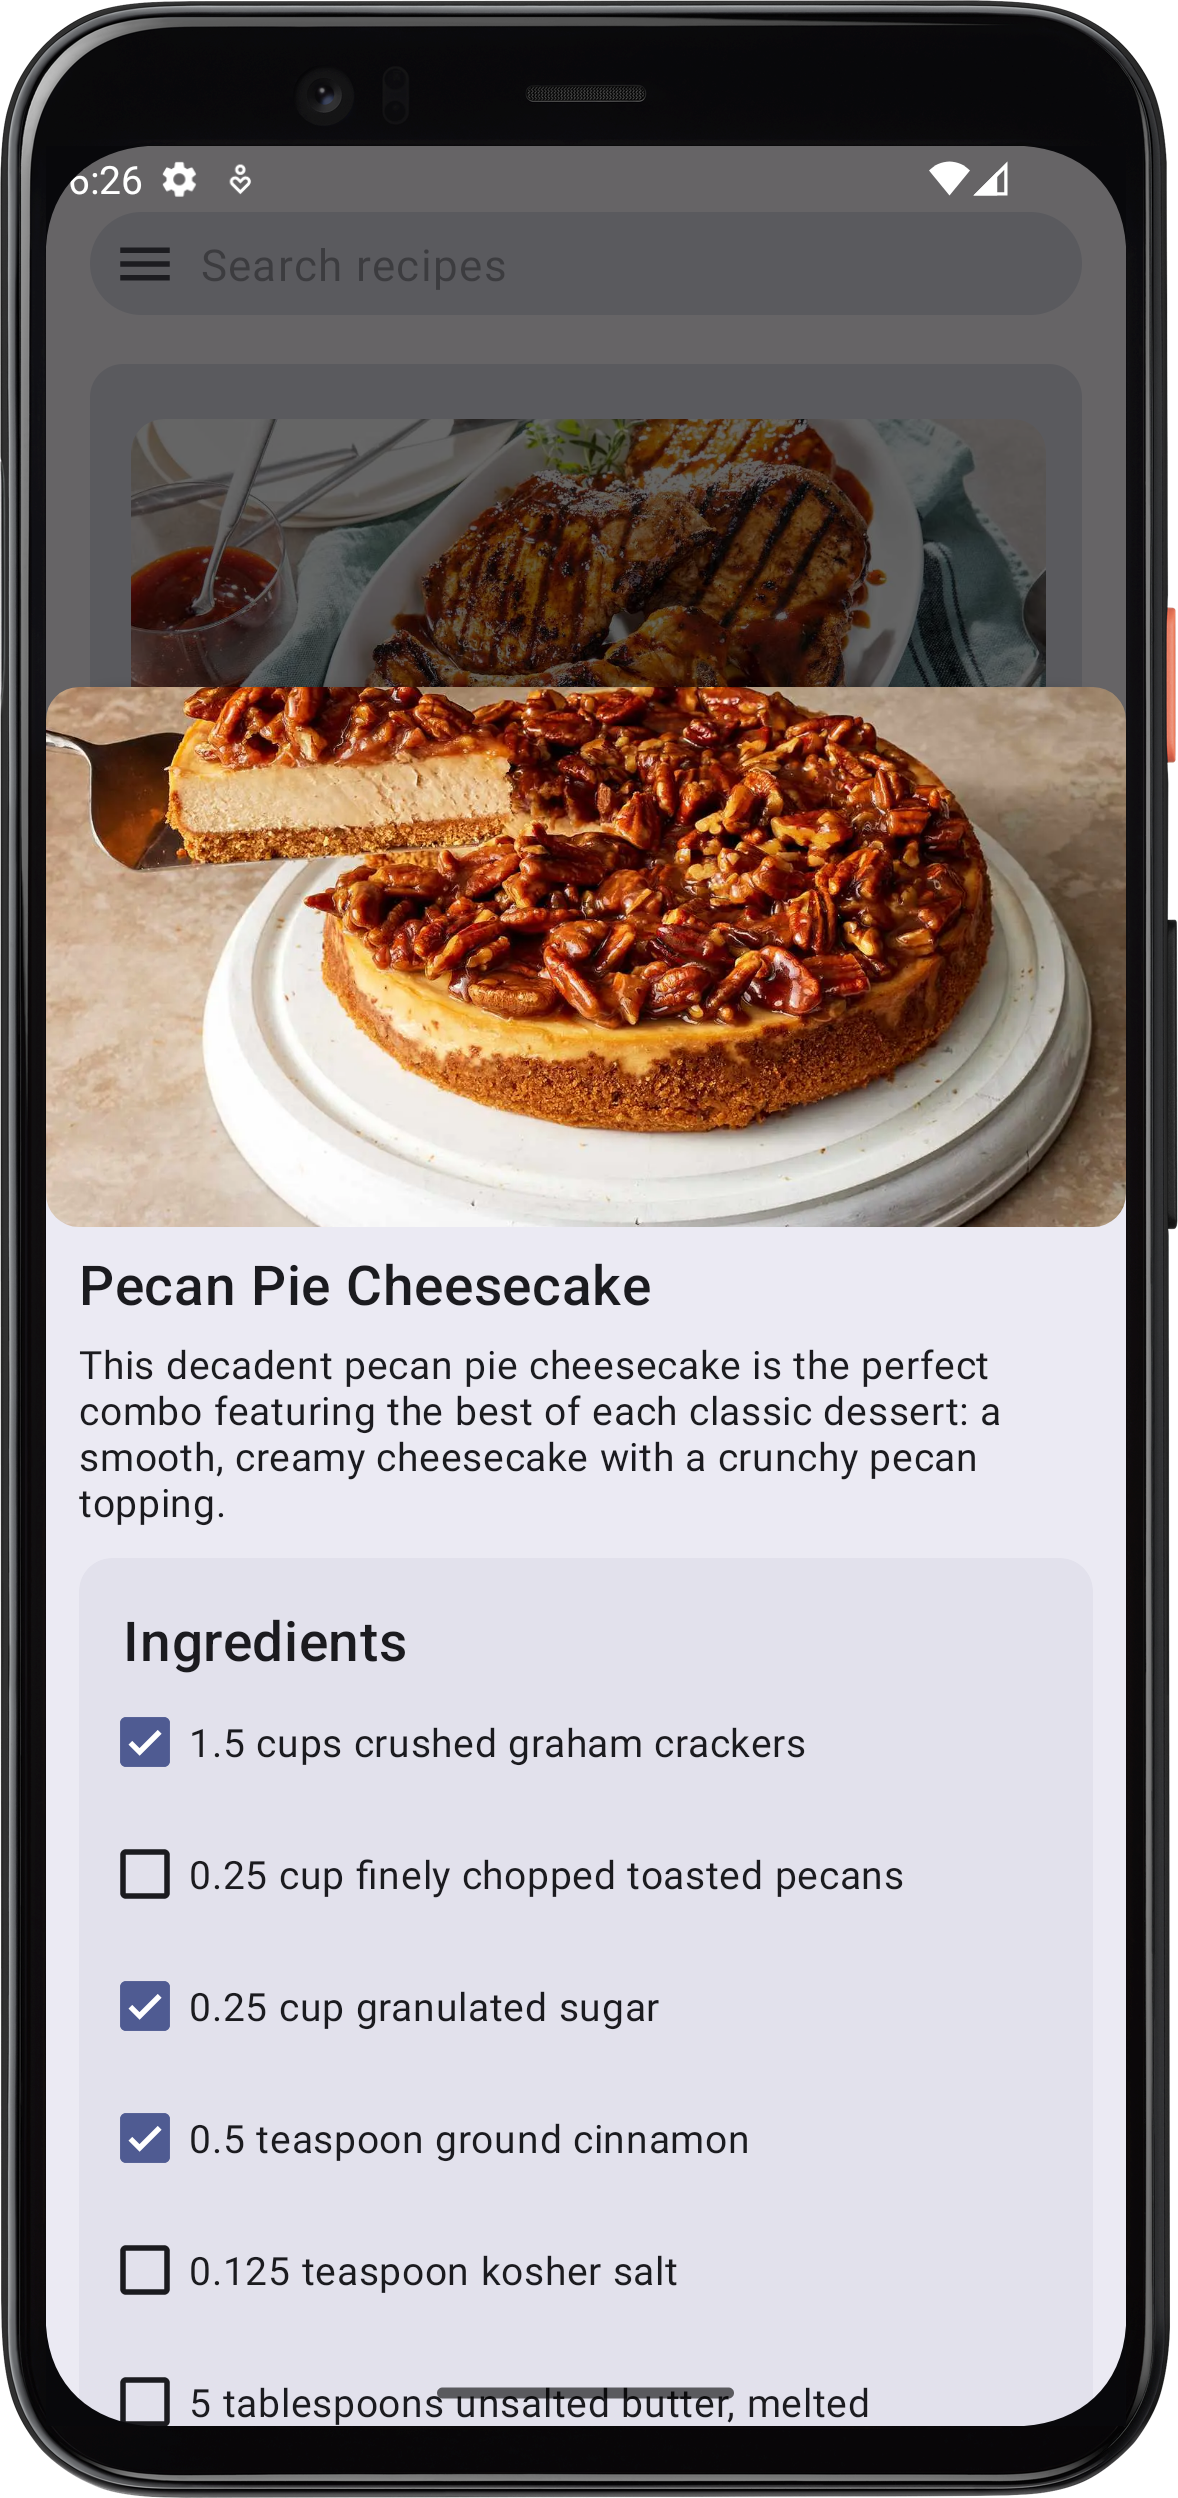 6:26
Search recipes
Pecan Pie Cheesecake
This decadent pecan pie cheesecake is the perfect
combo featuring the best of each classic dessert: a
smooth, creamy cheesecake with a crunchy pecan
topping.
Ingredients
1.5 cups crushed graham crackers
0.25 cup finely chopped toasted pecans
0.25 cup granulated sugar
0.5 teaspoon ground cinnamon
0.125 teaspoon kosher salt
5 tablespoons unsalted butter, melted